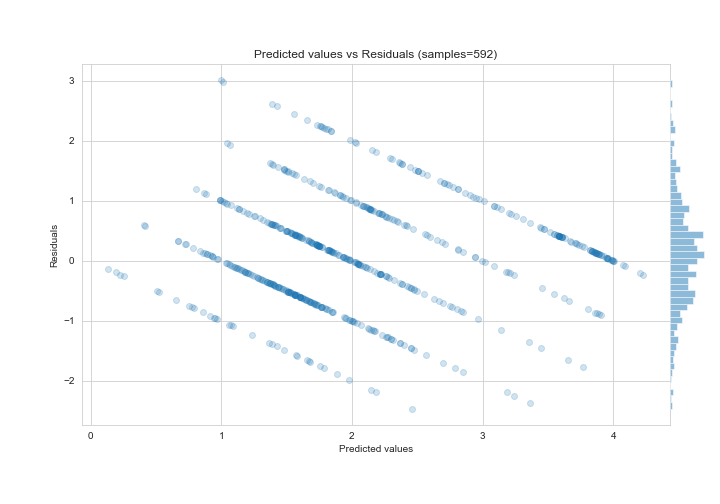 Predicted values vs Residuals (samples=592)
3
2
1
0
−1
−2
Residuals
0 1 2 3 4
Predicted values